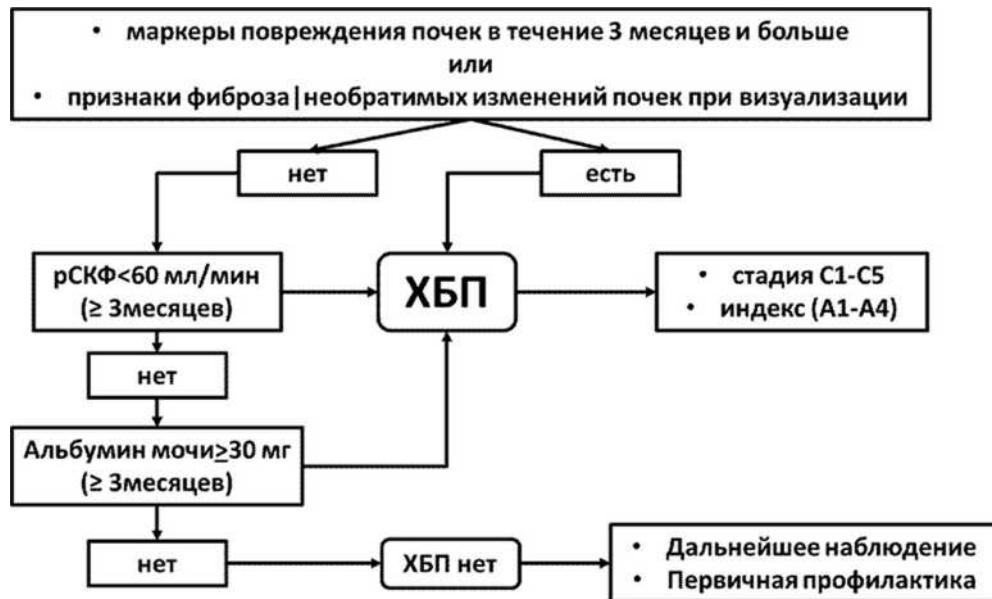 • маркеры повреждения почек в течение 3 месяцев и больше
или
• признаки фиброза|необратимых изменений почек при визуализации
нет
есть
рСКФ<60 мл/мин
(≥ 3месяцев)
ХБП
• стадия С1-С5
• индекс (А1-А4)
нет
Альбумин мочи≥30 мг
(≥ 3месяцев)
нет
ХБП нет
• Дальнейшее наблюдение
• Первичная профилактика